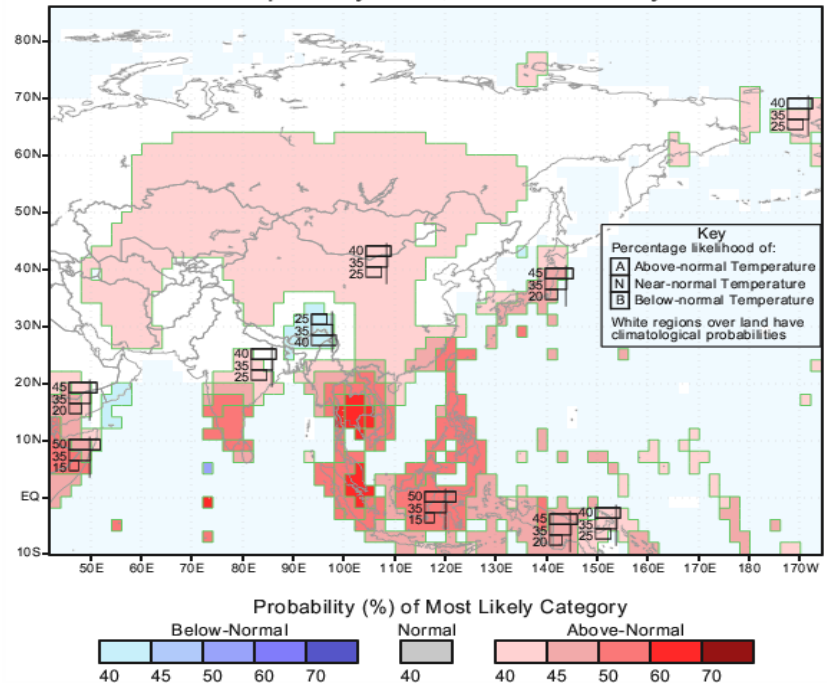 80N
70N
60N
50N
40N
30N
20N
10N
EQ
10S
40
35
25
40
35
25
45
35
20
25
35
40
40
35
25
45
35
20
50
35
15
50
35
15
45
35
20
40
35
25
Key
Percentage likelihood of:
A Above-normal Temperature
N Near-normal Temperature
B Below-normal Temperature
White regions over land have
climatological probabilities
50E 60E 70E 80E 90E 100E 110E 120E 130E 140E 150E 160E 170E 180 170W
Probability (%) of Most Likely Category
Below-Normal Normal Above-Normal
40 45 50 60 70 40 40 45 50 60 70